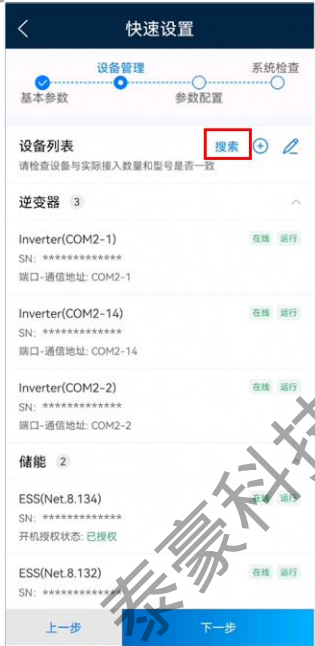 快速设置
设备管理
系统检查
基本参数
参数配置
设备列表
搜索
请检查设备与实际接入数量和型号是否一致
逆变器 3
Inverter(COM2-1)
在线 运行
SN: *************
端口-通信地址: COM2-1
Inverter(COM2-14)
在线 运行
SN: *************
端口-通信地址: COM2-14
Inverter(COM2-2)
在线 运行
SN: *************
端口-通信地址: COM2-2
储能 2
ESS(Net.8.134)
在线 运行
SN: *************
开机授权状态: 已授权
ESS(Net.8.132)
在线 运行
SN: *************
上一步
下一步
泰豪科技